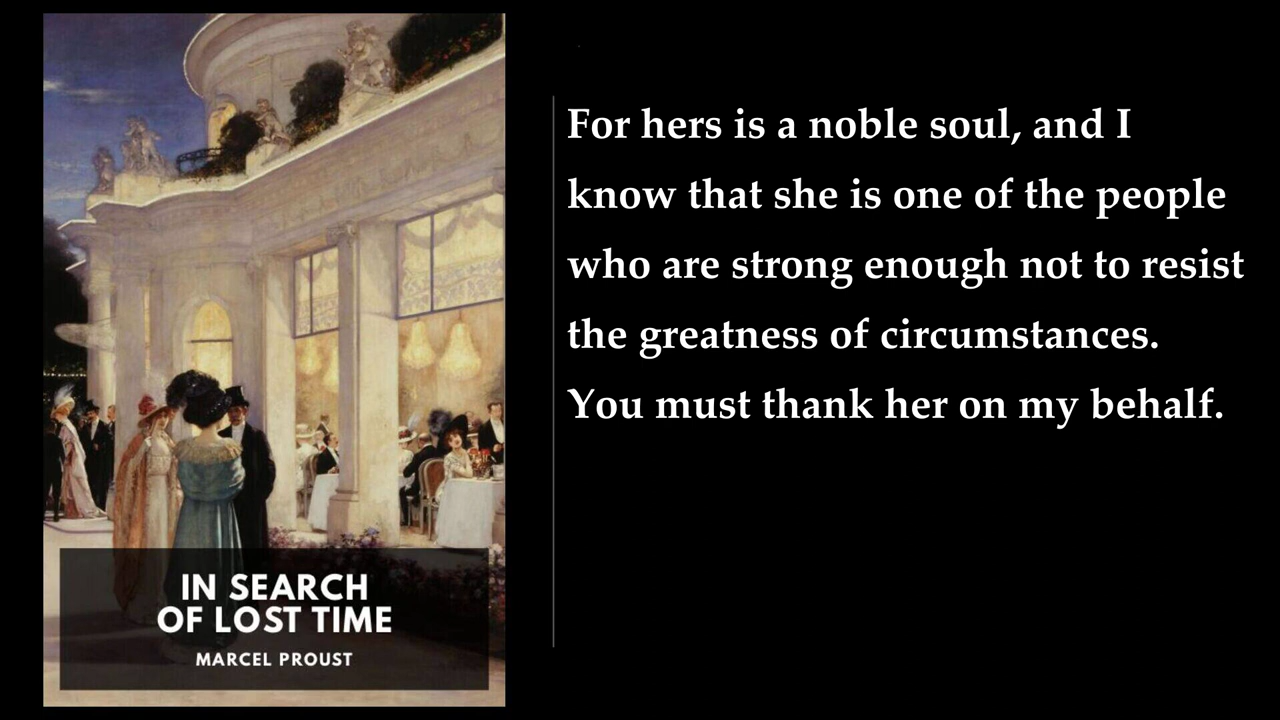 For hers is a noble soul, and I
know that she is one of the people
who are strong enough not to resist
the greatness of circumstances.
You must thank her on my behalf.
IN SEARCH
OF LOST TIME
MARCEL PROUST